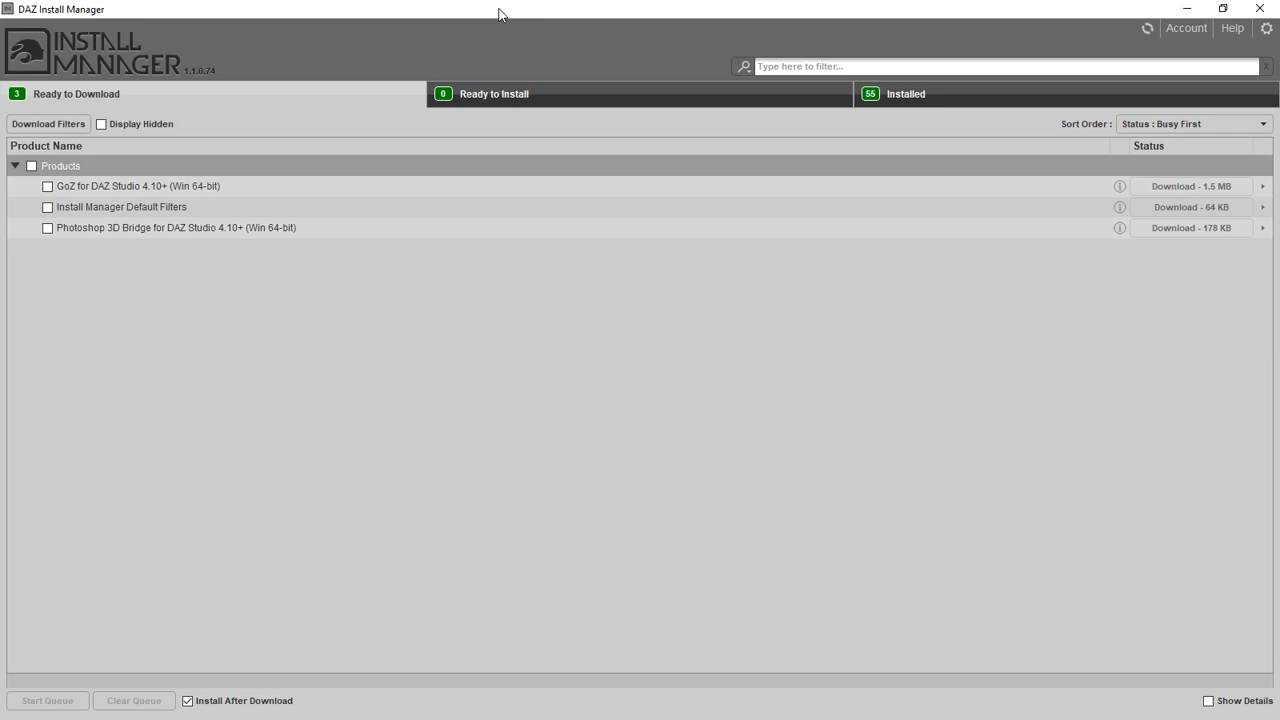 DAZ Install Manager
Account Help
INSTALL
MANAGER 1.1.0.74
Type here to filter... x
3 Ready to Download 0 Ready to Install 55 Installed
Download Filters Display Hidden Sort Order : Status : Busy First
Product Name Status
Products
GoZ for DAZ Studio 4.10+ (Win 64-bit) Download - 1.5 MB
Install Manager Default Filters Download - 64 KB
Photoshop 3D Bridge for DAZ Studio 4.10+ (Win 64-bit) Download - 178 KB
Start Queue Clear Queue Install After Download Show Details